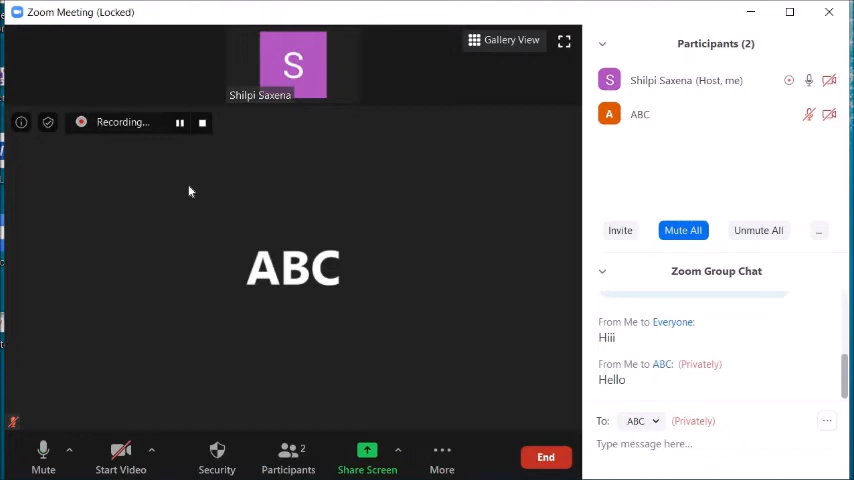 Zoom Meeting (Locked)
S
Shilpi Saxena
Gallery View
Recording...
ABC
Participants (2)
S Shilpi Saxena (Host, me)
A ABC
Invite Mute All Unmute All ...
Zoom Group Chat
From Me to Everyone:
Hiii
From Me to ABC: (Privately)
Hello
To: ABC (Privately)
Type message here...
Mute Start Video Security Participants 2 Share Screen More End